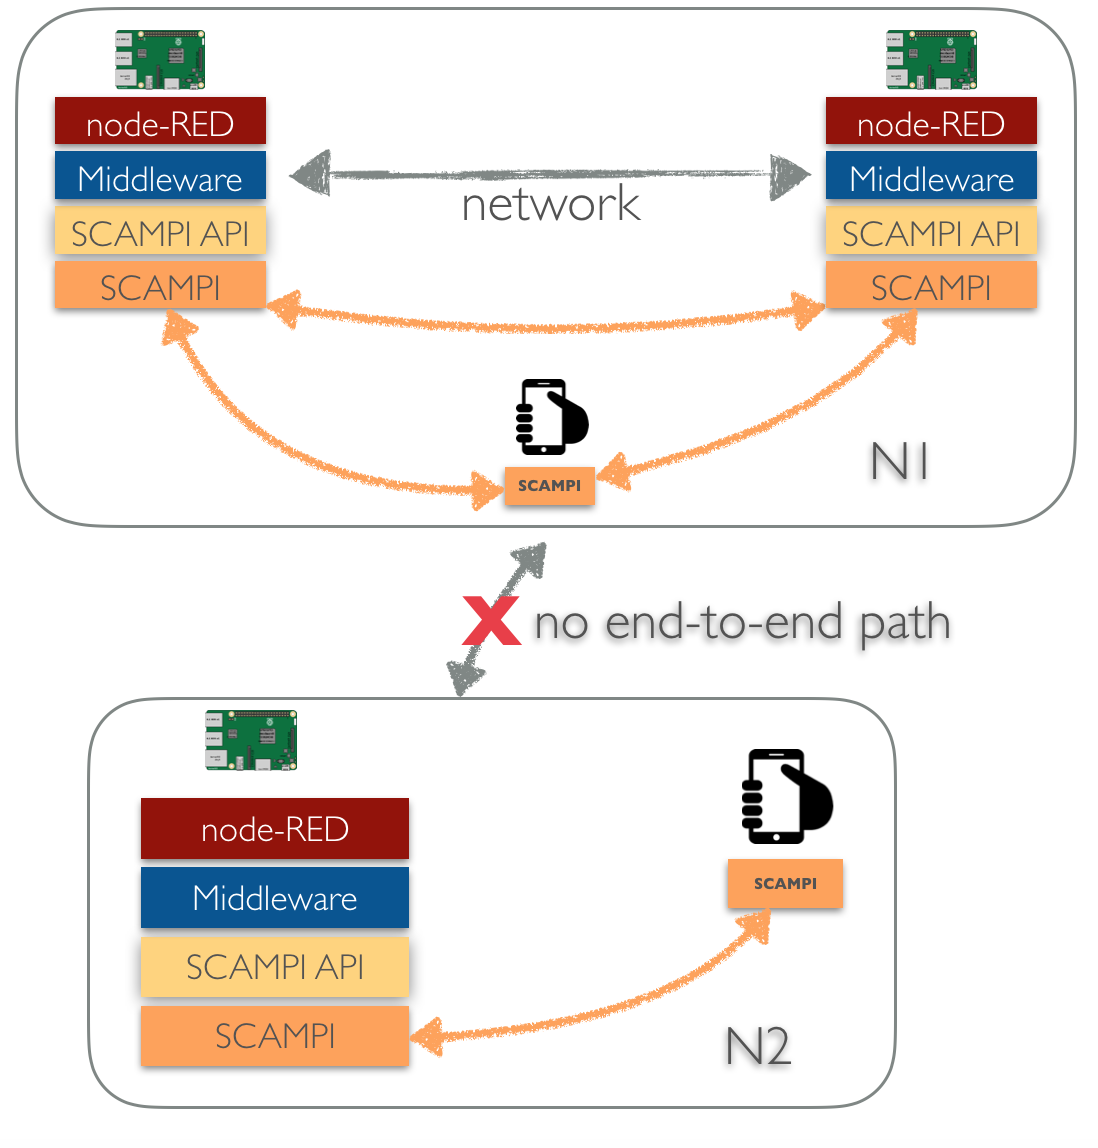 node-RED
Middleware
SCAMPI API
SCAMPI
network
node-RED
Middleware
SCAMPI API
SCAMPI
SCAMPI
N1
X no end-to-end path
node-RED
Middleware
SCAMPI API
SCAMPI
SCAMPI
N2